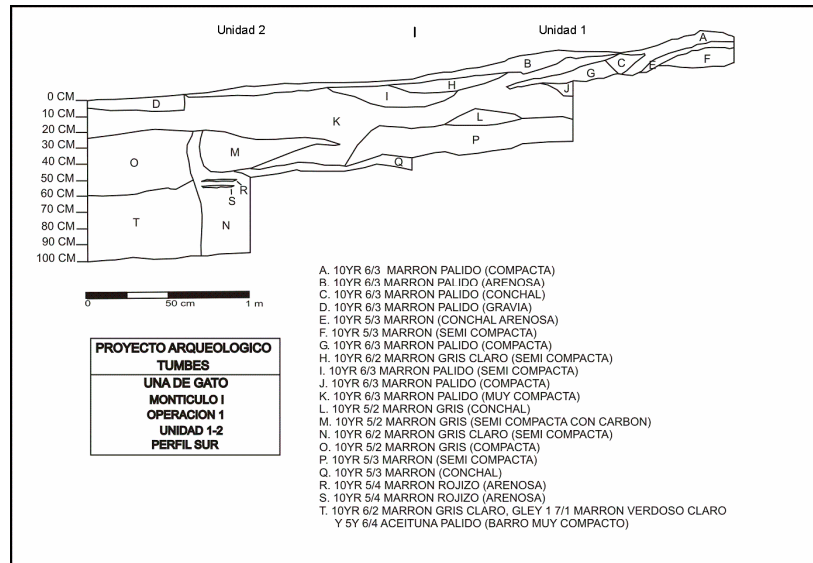 Unidad 2
I
Unidad 1
A
B
C
E
F
G
H
I
J
D
K
L
M
P
O
Q
R
S
T
N
0 CM
10 CM
20 CM
30 CM
40 CM
50 CM
60 CM
70 CM
80 CM
90 CM
100 CM
0
50 cm
1 m
PROYECTO ARQUEOLOGICO
TUMBES
UNA DE GATO
MONTICULO I
OPERACION 1
UNIDAD 1-2
PERFIL SUR
A. 10YR 6/3 MARRON PALIDO (COMPACTA)
B. 10YR 6/3 MARRON PALIDO (ARENOSA)
C. 10YR 6/3 MARRON PALIDO (CONCHAL)
D. 10YR 6/3 MARRON PALIDO (GRAVIA)
E. 10YR 5/3 MARRON (CONCHAL ARENOSA)
F. 10YR 5/3 MARRON (SEMI COMPACTA)
G. 10YR 6/3 MARRON PALIDO (COMPACTA)
H. 10YR 6/2 MARRON GRIS CLARO (SEMI COMPACTA)
I. 10YR 6/3 MARRON PALIDO (SEMI COMPACTA)
J. 10YR 6/3 MARRON PALIDO (COMPACTA)
K. 10YR 6/3 MARRON PALIDO (MUY COMPACTA)
L. 10YR 5/2 MARRON GRIS (CONCHAL)
M. 10YR 5/2 MARRON GRIS (SEMI COMPACTA CON CARBON)
N. 10YR 6/2 MARRON GRIS CLARO (SEMI COMPACTA)
O. 10YR 5/2 MARRON GRIS (COMPACTA)
P. 10YR 5/3 MARRON (SEMI COMPACTA)
Q. 10YR 5/3 MARRON (CONCHAL)
R. 10YR 5/4 MARRON ROJIZO (ARENOSA)
S. 10YR 5/4 MARRON ROJIZO (ARENOSA)
T. 10YR 6/2 MARRON GRIS CLARO, GLEY 1 7/1 MARRON VERDOSO CLARO
Y 5Y 6/4 ACEITUNA PALIDO (BARRO MUY COMPACTO)